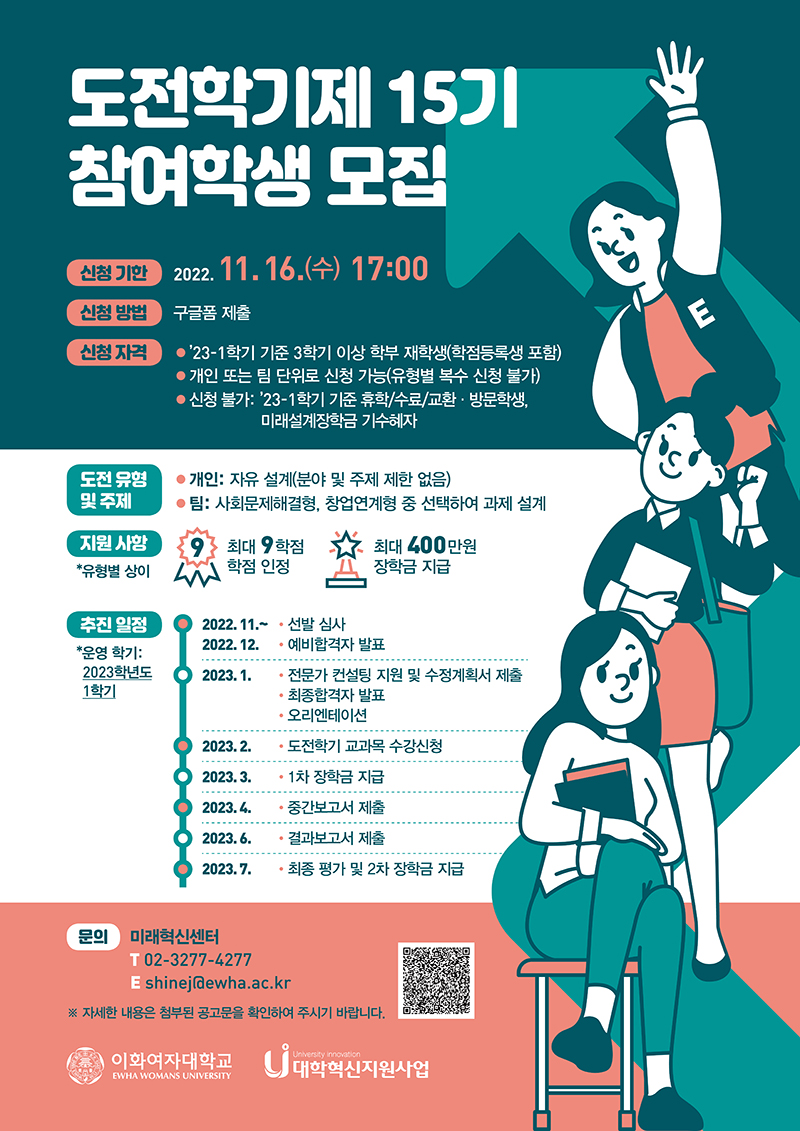 도전학기제 15기
참여학생 모집
신청 기한 2022. 11. 16.(수) 17:00
신청 방법 구글폼 제출
신청 자격 ● '23-1학기 기준 3학기 이상 학부 재학생(학점등록생 포함)
● 개인 또는 팀 단위로 신청 가능(유형별 복수 신청 불가)
● 신청 불가: '23-1학기 기준 휴학/수료/교환·방문학생,
미래설계장학금 기수혜자
E
도전 유형
및 주제
● 개인: 자유 설계(분야 및 주제 제한 없음)
● 팀: 사회문제해결형, 창업연계형 중 선택하여 과제 설계
지원 사항
*유형별 상이
9
최대 9학점
학점 인정
최대 400만원
장학금 지급
추진 일정
*운영 학기:
2023학년도
1학기
2022. 11.~ • 선발 심사
2022. 12. • 예비합격자 발표
2023. 1. • 전문가 컨설팅 지원 및 수정계획서 제출
• 최종합격자 발표
• 오리엔테이션
2023. 2. • 도전학기 교과목 수강신청
2023. 3. • 1차 장학금 지급
2023. 4. • 중간보고서 제출
2023. 6. • 결과보고서 제출
2023. 7. • 최종 평가 및 2차 장학금 지급
문의 미래혁신센터
T 02-3277-4277
E shinej@ewha.ac.kr
※ 자세한 내용은 첨부된 공고문을 확인하여 주시기 바랍니다.
이화여자대학교
EWHA WOMANS UNIVERSITY
University innovation
대학혁신지원사업